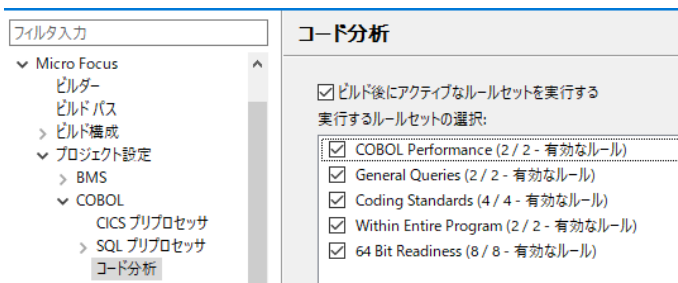 フィルタ入力
Micro Focus
ビルダー
ビルド パス
ビルド構成
プロジェクト設定
BMS
COBOL
CICS プリプロセッサ
SQL プリプロセッサ
コード分析
コード分析
ビルド後にアクティブなルールセットを実行する
実行するルールセットの選択:
COBOL Performance (2 / 2 - 有効なルール)
General Queries (2 / 2 - 有効なルール)
Coding Standards (4 / 4 - 有効なルール)
Within Entire Program (2 / 2 - 有効なルール)
64 Bit Readiness (8 / 8 - 有効なルール)